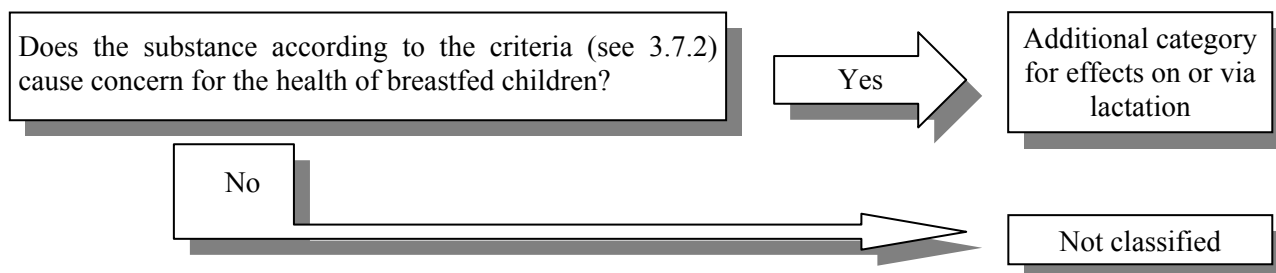 Does the substance according to the criteria (see 3.7.2)
cause concern for the health of breastfed children?
Yes
Additional category
for effects on or via
lactation
No
Not classified